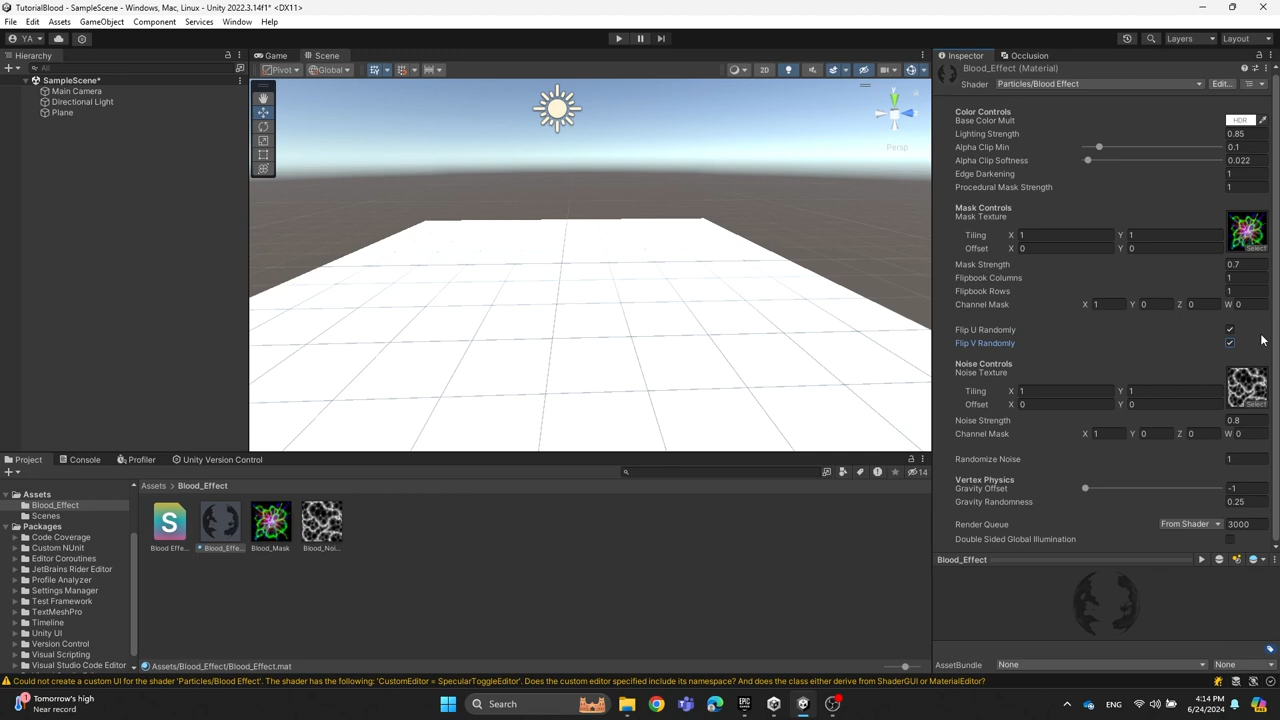 TutorialBlood - SampleScene - Windows, Mac, Linux - Unity 2022.3.14f1* <DX11>
File Edit Assets GameObject Component Services Window Help
YA Layers Layout
Hierarchy
All
SampleScene*
Main Camera
Directional Light
Plane
Game Scene
Pivot Global 2D
y
Persp
Inspector Occlusion
Blood_Effect (Material)
Shader Particles/Blood Effect Edit...
Color Controls
Base Color Mult HDR
Lighting Strength 0.85
Alpha Clip Min 0.1
Alpha Clip Softness 0.022
Edge Darkening 1
Procedural Mask Strength 1
Mask Controls
Mask Texture
Tiling X 1 Y 1
Offset X 0 Y 0 Select
Mask Strength 0.7
Flipbook Columns 1
Flipbook Rows 1
Channel Mask X 1 Y 0 Z 0 W 0
Flip U Randomly
Flip V Randomly
Noise Controls
Noise Texture
Tiling X 1 Y 1
Offset X 0 Y 0 Select
Noise Strength 0.8
Channel Mask X 1 Y 0 Z 0 W 0
Randomize Noise 1
Vertex Physics
Gravity Offset -1
Gravity Randomness 0.25
Render Queue From Shader 3000
Double Sided Global Illumination
Blood_Effect
AssetBundle None None
Project Console Profiler Unity Version Control
14
Assets
Blood_Effect
Scenes
Packages
Code Coverage
Custom NUnit
Editor Coroutines
JetBrains Rider Editor
Profile Analyzer
Settings Manager
Test Framework
TextMeshPro
Timeline
Unity UI
Version Control
Visual Scripting
Visual Studio Code Editor
Assets > Blood_Effect
S
Blood Effe... Blood_Effe... Blood_Mask Blood_Noi...
Assets/Blood_Effect/Blood_Effect.mat
Could not create a custom UI for the shader 'Particles/Blood Effect'. The shader has the following: 'CustomEditor = SpecularToggleEditor'. Does the custom editor specified include its namespace? And does the class either derive from ShaderGUI or MaterialEditor?
1
Tomorrow's high
Near record
Search
ENG
4:14 PM
6/24/2024